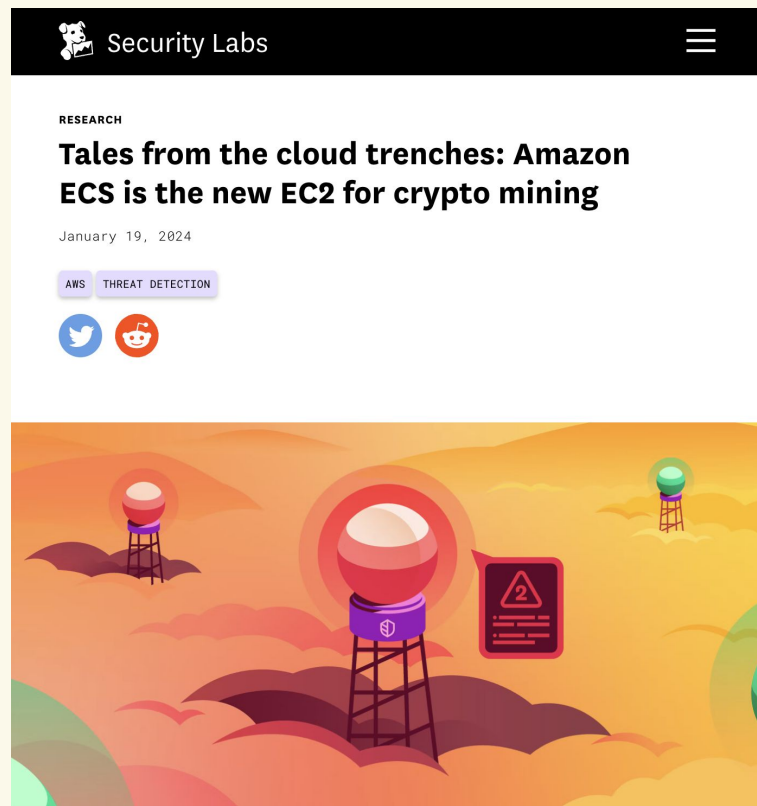 Security Labs
RESEARCH
Tales from the cloud trenches: Amazon
ECS is the new EC2 for crypto mining
January 19, 2024
AWS THREAT DETECTION
2